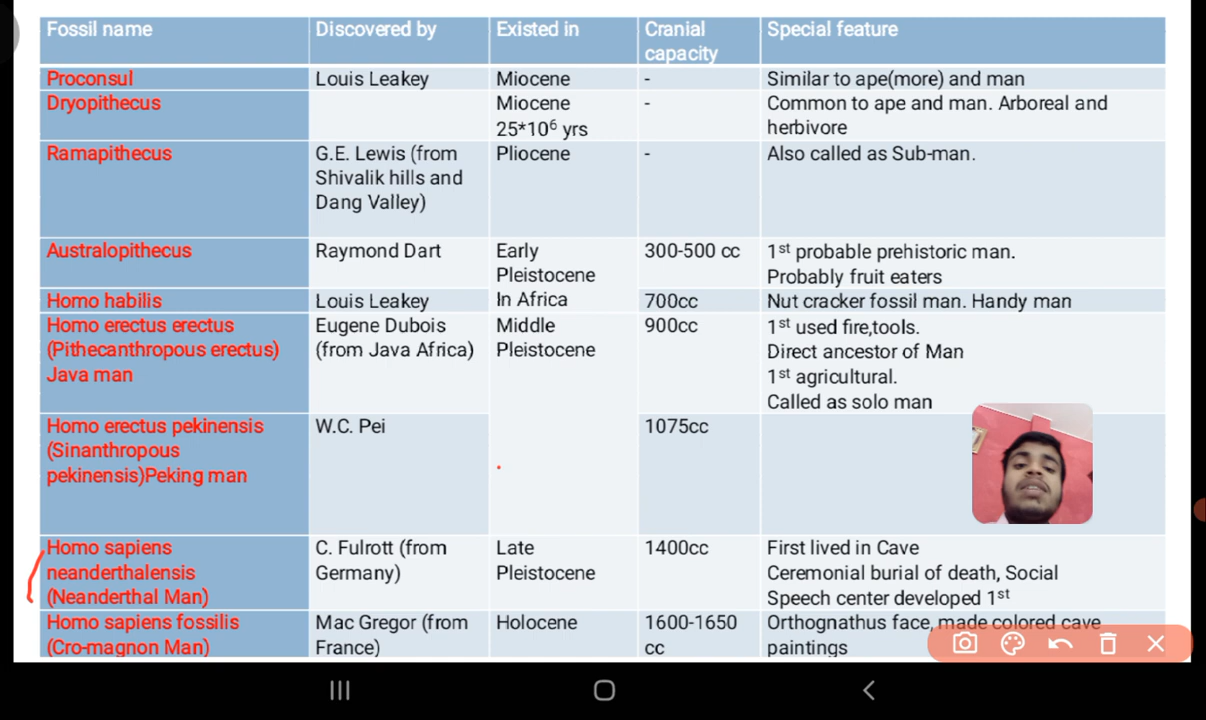 Fossil name
Discovered by
Existed in
Cranial
capacity
Special feature
Proconsul
Louis Leakey
Miocene
-
Similar to ape(more) and man
Dryopithecus
Miocene
25*10⁶ yrs
-
Common to ape and man. Arboreal and
herbivore
Ramapithecus
G.E. Lewis (from
Shivalik hills and
Dang Valley)
Pliocene
-
Also called as Sub-man.
Australopithecus
Raymond Dart
Early
Pleistocene
In Africa
300-500 cc
1st probable prehistoric man.
Probably fruit eaters
Homo habilis
Louis Leakey
700cc
Nut cracker fossil man. Handy man
Homo erectus erectus
(Pithecanthropous erectus)
Java man
Eugene Dubois
(from Java Africa)
Middle
Pleistocene
900cc
1st used fire,tools.
Direct ancestor of Man
1st agricultural.
Called as solo man
Homo erectus pekinensis
(Sinanthropous
pekinensis)Peking man
W.C. Pei
1075cc
Homo sapiens
neanderthalensis
(Neanderthal Man)
C. Fulrott (from
Germany)
Late
Pleistocene
1400cc
First lived in Cave
Ceremonial burial of death, Social
Speech center developed 1st
Homo sapiens fossilis
(Cro-magnon Man)
Mac Gregor (from
France)
Holocene
1600-1650
cc
Orthognathus face, made colored cave
paintings